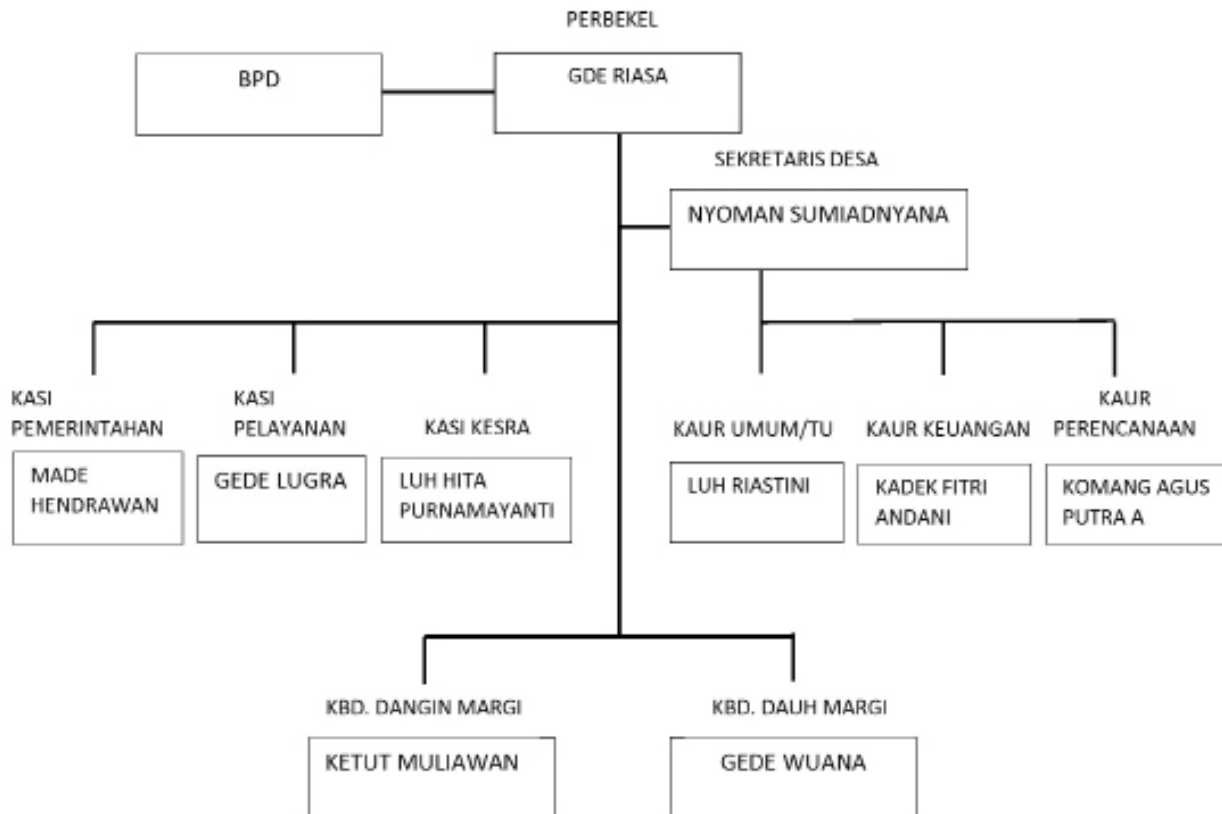 PERBEKEL
BPD
GDE RIASA
SEKRETARIS DESA
NYOMAN SUMIADNYANA
KASI
PEMERINTAHAN
MADE
HENDRAWAN
KASI
PELAYANAN
GEDE LUGRA
KASI KESRA
LUH HITA
PURNAMAYANTI
KAUR UMUM/TU
LUH RIASTINI
KAUR KEUANGAN
KADEK FITRI
ANDANI
KAUR
PERENCANAAN
KOMANG AGUS
PUTRA A
KBD. DANGIN MARGI
KETUT MULIAWAN
KBD. DAUH MARGI
GEDE WUANA